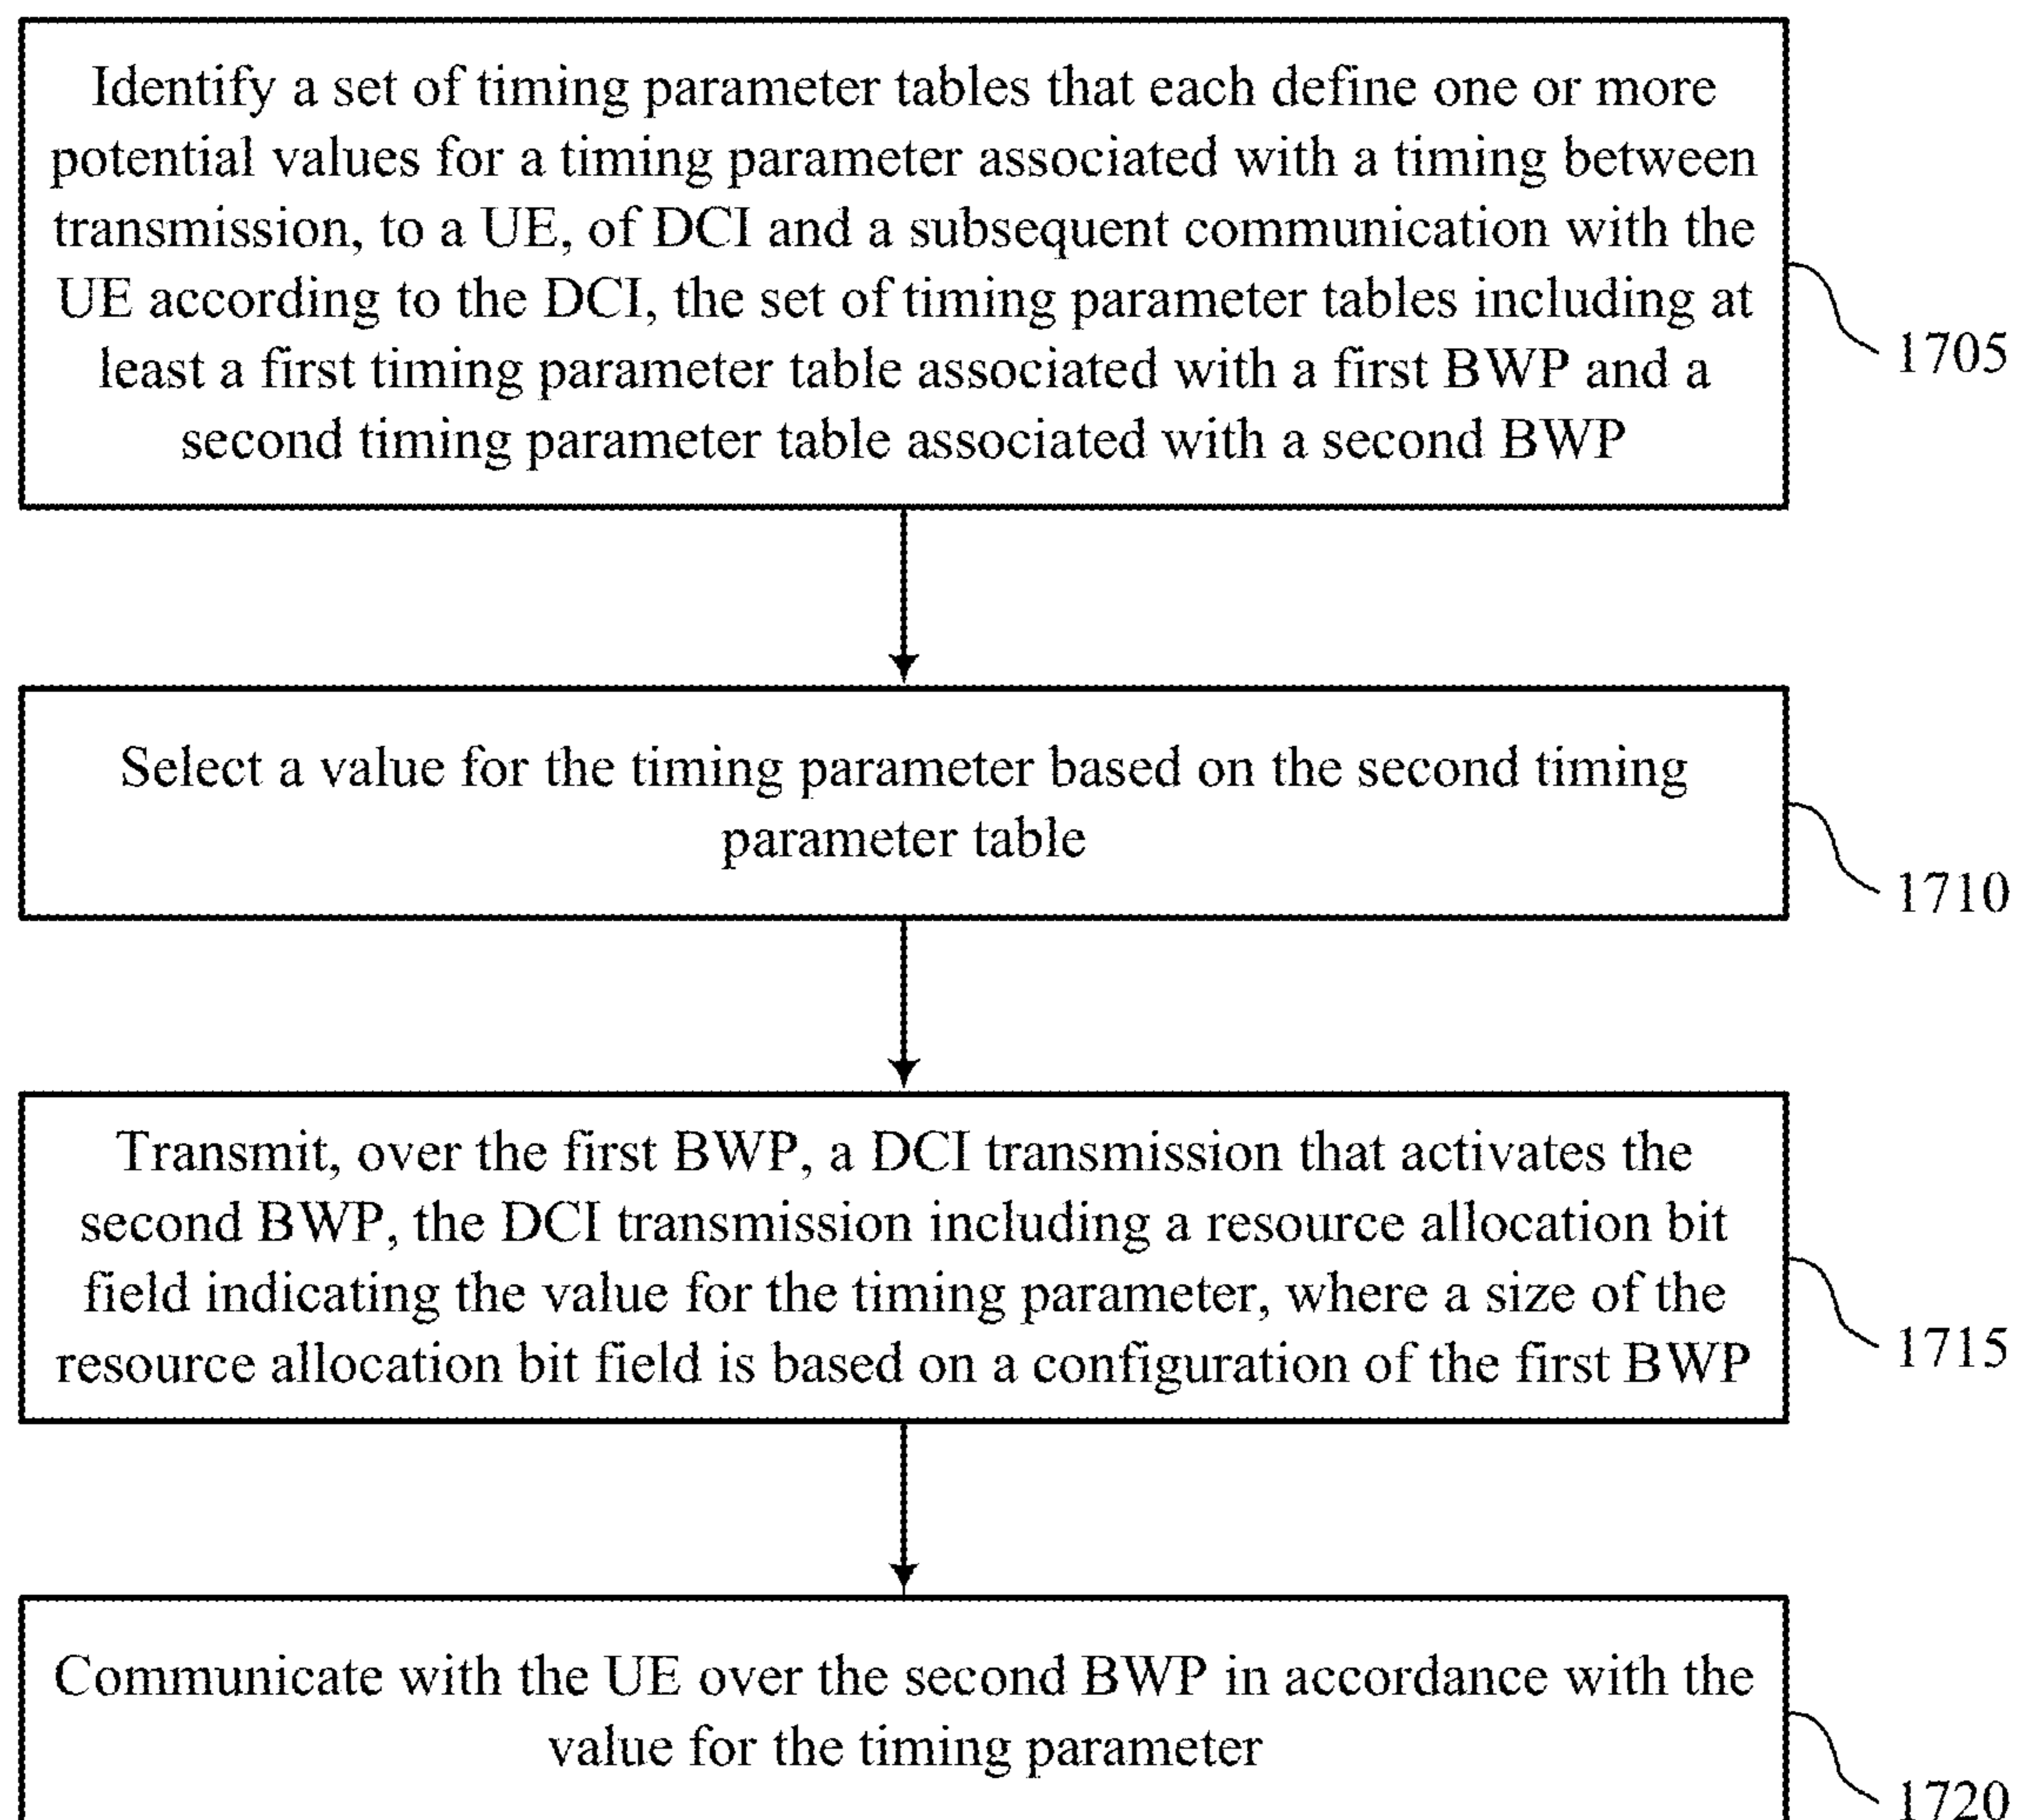 Identify a set of timing parameter tables that each define one or more
potential values for a timing parameter associated with a timing between
transmission, to a UE, of DCI and a subsequent communication with the
UE according to the DCI, the set of timing parameter tables including at
least a first timing parameter table associated with a first BWP and a
second timing parameter table associated with a second BWP
1705
Select a value for the timing parameter based on the second timing
parameter table
1710
Transmit, over the first BWP, a DCI transmission that activates the
second BWP, the DCI transmission including a resource allocation bit
field indicating the value for the timing parameter, where a size of the
resource allocation bit field is based on a configuration of the first BWP
1715
Communicate with the UE over the second BWP in accordance with the
value for the timing parameter
1720